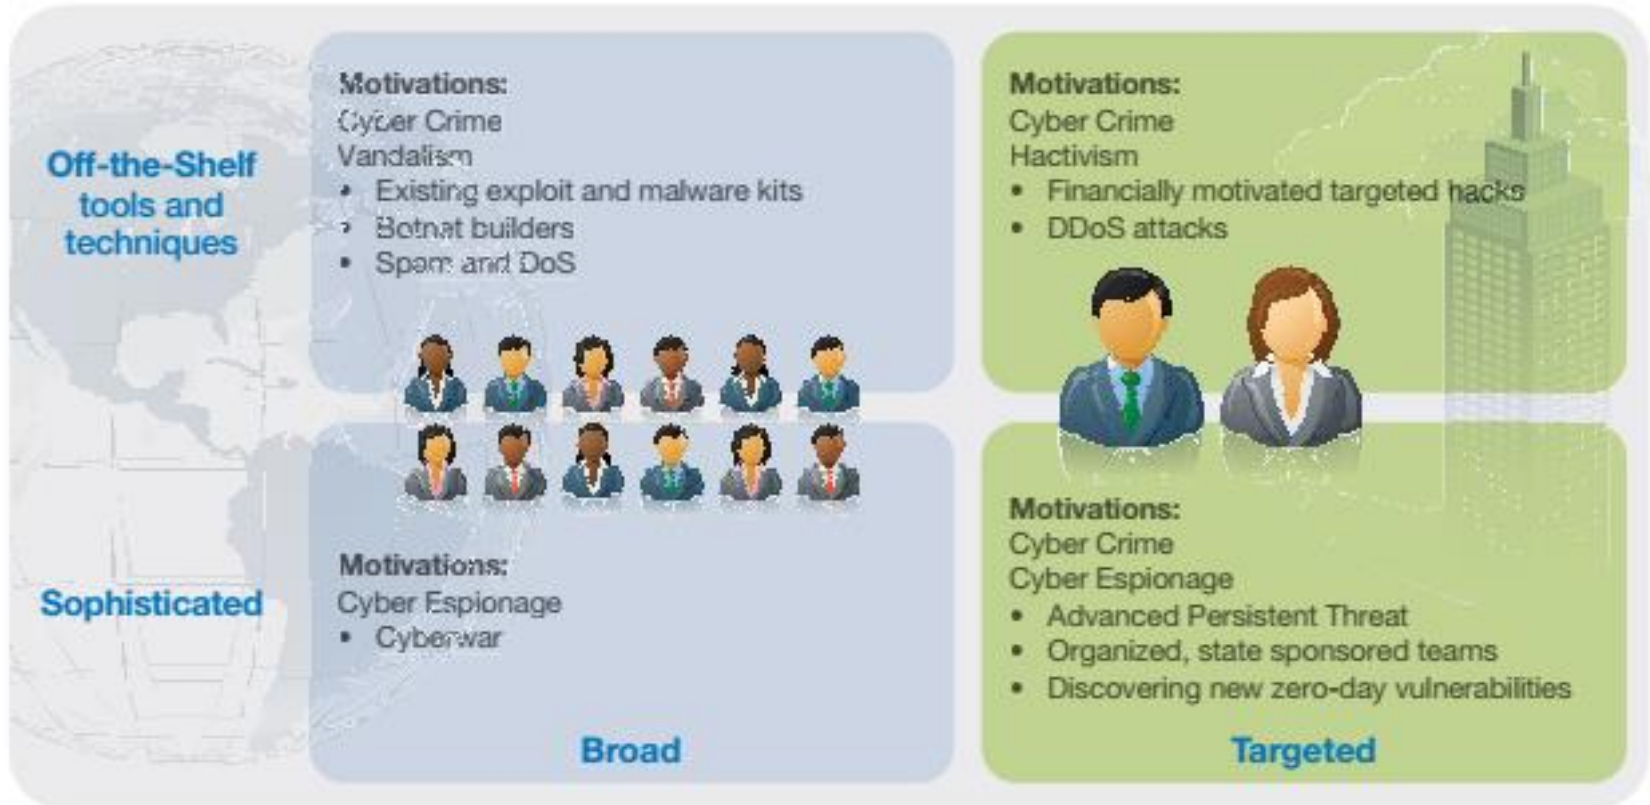 Off-the-Shelf
tools and
techniques
Motivations:
Cyber Crime
Vandalism
• Existing exploit and malware kits
• Botnet builders
• Spam and DoS
Motivations:
Cyber Crime
Hactivism
• Financially motivated targeted hacks
• DDoS attacks
Sophisticated
Motivations:
Cyber Espionage
• Cyberwar
Broad
Motivations:
Cyber Crime
Cyber Espionage
• Advanced Persistent Threat
• Organized, state sponsored teams
• Discovering new zero-day vulnerabilities
Targeted